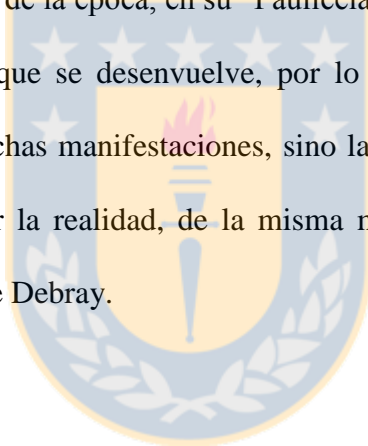 de la época, en su
que se desenvuelve, por lo
chas manifestaciones, sino la
r la realidad, de la misma m
e Debray.